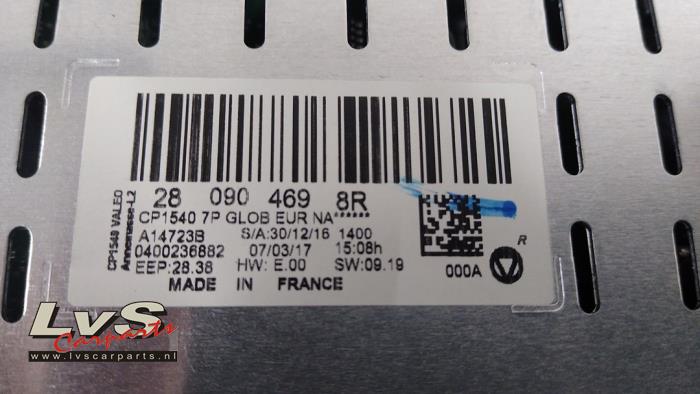 CP1540 VALEO
Annemasse-L2
28 090 469 8R
CP1540 7P GLOB EUR NA******
A14723B S/A:30/12/16 1400
0400236882 07/03/17 15:08h
EEP:28.38 HW: E.00 SW:09.19
MADE IN FRANCE
000A
R
LvS
Carparts
www.lvscarparts.nl